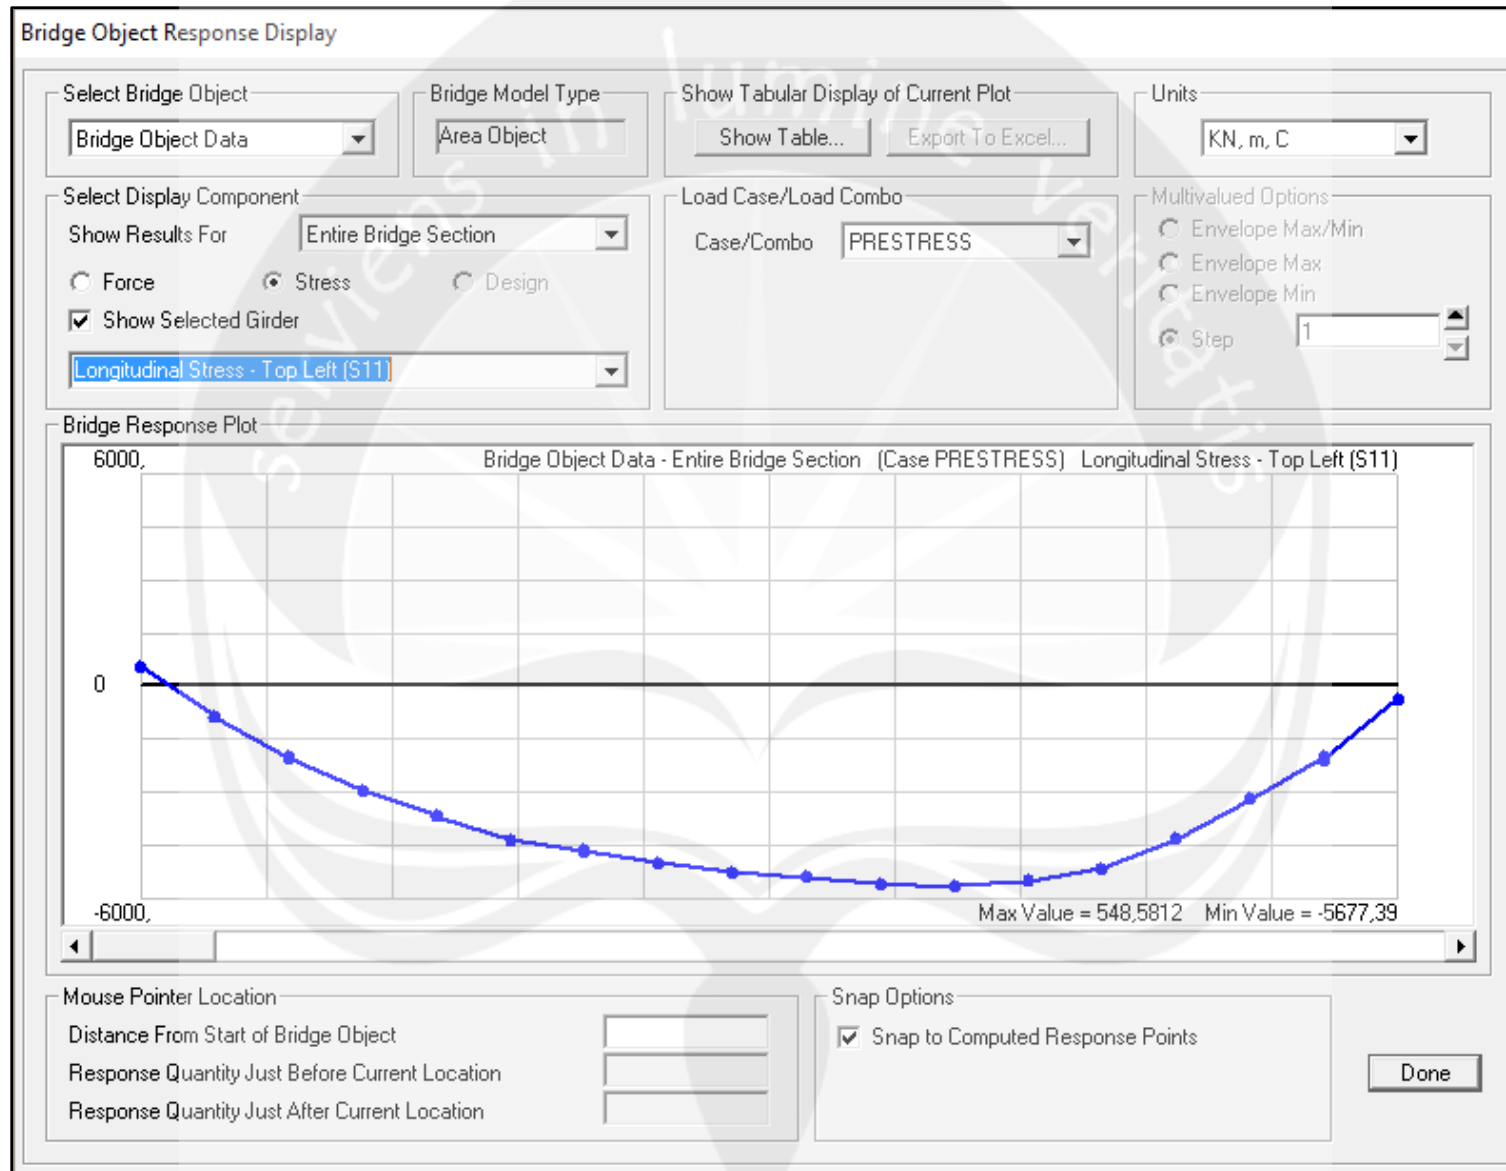 Bridge Object Response Display
Select Bridge Object
Bridge Object Data
Bridge Model Type
Area Object
Show Tabular Display of Current Plot
Show Table...
Export To Excel...
Units
KN, m, C
Select Display Component
Show Results For
Entire Bridge Section
Force
Stress
Design
Show Selected Girder
Longitudinal Stress - Top Left (S11)
Load Case/Load Combo
Case/Combo
PRESTRESS
Multivalued Options
Envelope Max/Min
Envelope Max
Envelope Min
Step
1
Bridge Response Plot
6000,
Bridge Object Data - Entire Bridge Section (Case PRESTRESS) Longitudinal Stress - Top Left (S11)
0
-6000,
Max Value = 548,5812 Min Value = -5677,39
Mouse Pointer Location
Distance From Start of Bridge Object
Response Quantity Just Before Current Location
Response Quantity Just After Current Location
Snap Options
Snap to Computed Response Points
Done
serviens in lumine veritatis